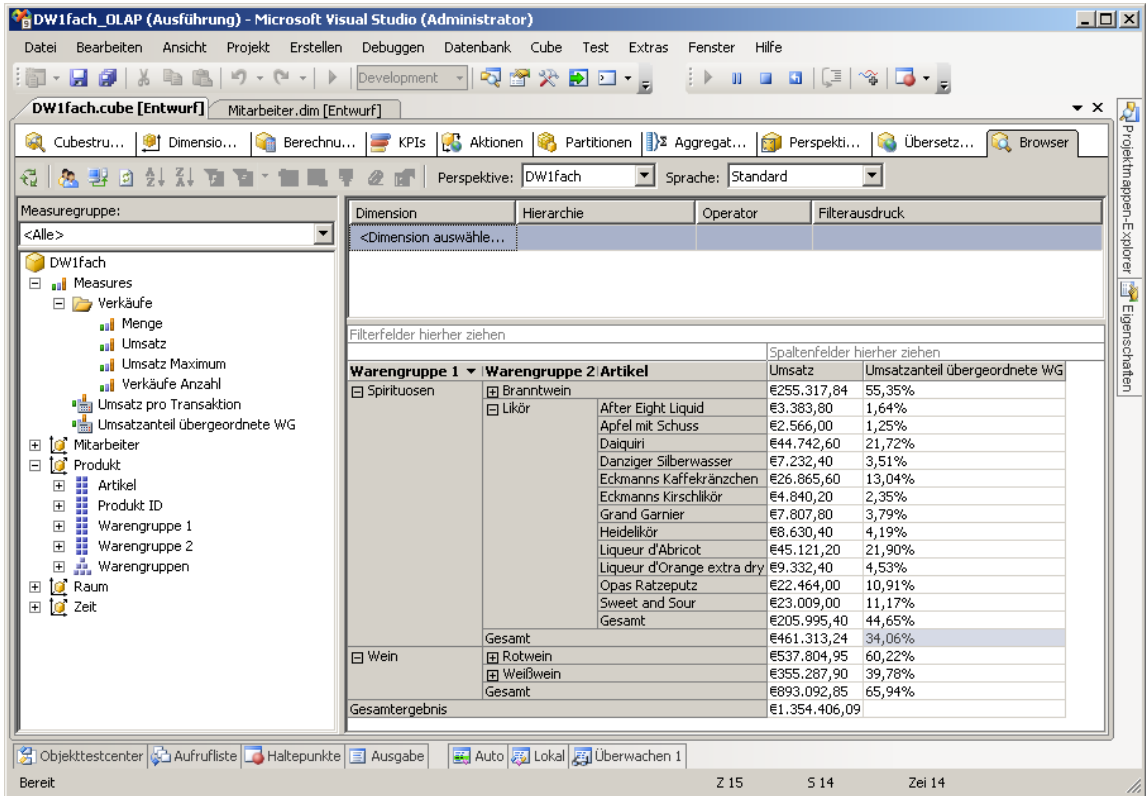 DW1fach_OLAP (Ausführung) - Microsoft Visual Studio (Administrator)
Datei Bearbeiten Ansicht Projekt Erstellen Debuggen Datenbank Cube Test Extras Fenster Hilfe
Development
DW1fach.cube [Entwurf] Mitarbeiter.dim [Entwurf]
Cubestru... Dimensio... Berechnu... KPIs Aktionen Partitionen Aggregat... Perspekti... Übersetz... Browser
Perspektive: DW1fach Sprache: Standard
Measuregruppe:
<Alle>
DW1fach
Measures
Verkäufe
Menge
Umsatz
Umsatz Maximum
Verkäufe Anzahl
Umsatz pro Transaktion
Umsatzanteil übergeordnete WG
Mitarbeiter
Produkt
Artikel
Produkt ID
Warengruppe 1
Warengruppe 2
Warengruppen
Raum
Zeit
Dimension Hierarchie Operator Filterausdruck
<Dimension auswähle...
Filterfelder hierher ziehen
Spaltenfelder hierher ziehen
Warengruppe 1 Warengruppe 2 Artikel Umsatz Umsatzanteil übergeordnete WG
Spirituosen Branntwein €255.317,84 55,35%
Likör After Eight Liquid €3.383,80 1,64%
Apfel mit Schuss €2.566,00 1,25%
Daiquiri €44.742,60 21,72%
Danziger Silberwasser €7.232,40 3,51%
Eckmanns Kaffekränzchen €26.865,60 13,04%
Eckmanns Kirschlikör €4.840,20 2,35%
Grand Garnier €7.807,80 3,79%
Heidelikör €8.630,40 4,19%
Liqueur d'Abricot €45.121,20 21,90%
Liqueur d'Orange extra dry €9.332,40 4,53%
Opas Ratzeputz €22.464,00 10,91%
Sweet and Sour €23.009,00 11,17%
Gesamt €205.995,40 44,65%
Gesamt €461.313,24 34,06%
Wein Rotwein €537.804,95 60,22%
Weißwein €355.287,90 39,78%
Gesamt €893.092,85 65,94%
Gesamtergebnis €1.354.406,09
Projektmappen-Explorer
Eigenschaften
Objekttestcenter Aufrufliste Haltepunkte Ausgabe Auto Lokal Überwachen 1
Bereit Z 15 S 14 Zei 14